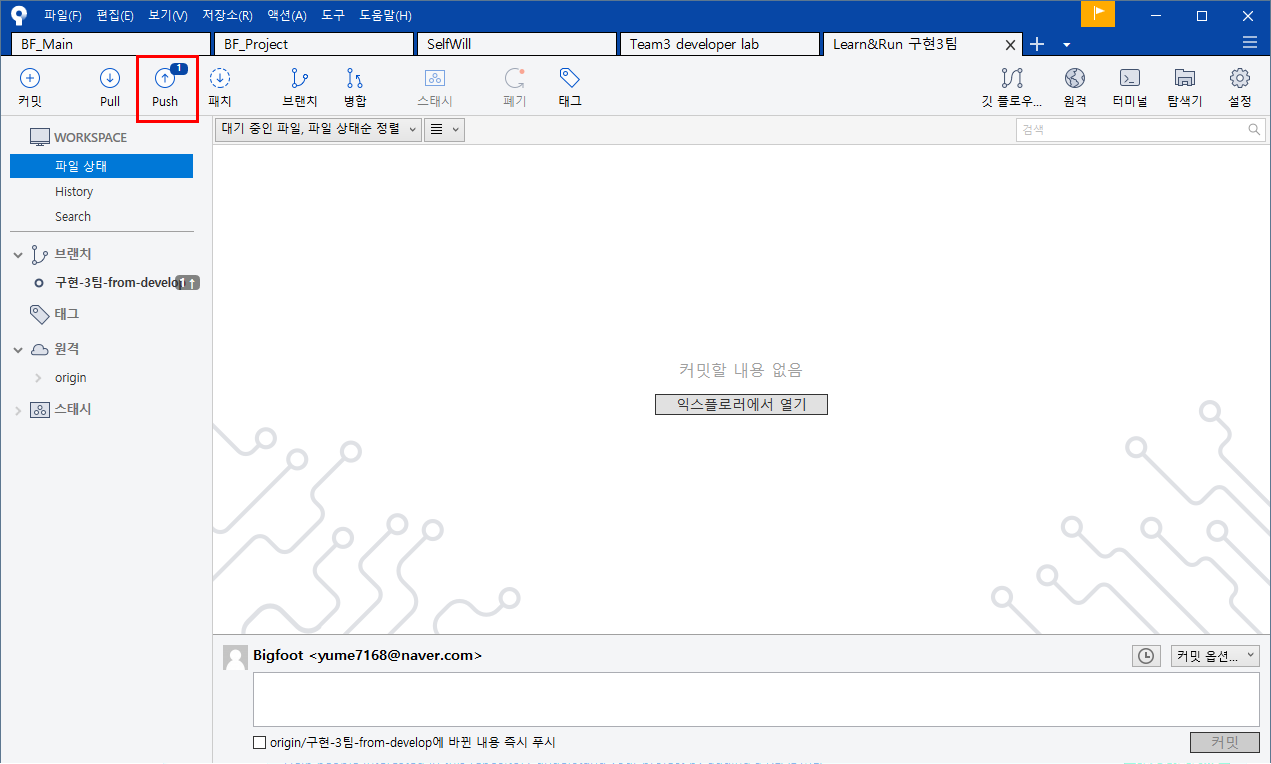 파일(F) 편집(E) 보기(V) 저장소(R) 액션(A) 도구 도움말(H)
BF_Main BF_Project SelfWill Team3 developer lab Learn&Run 구현3팀
1
커밋 Pull Push 패치 브랜치 병합 스태시 폐기 태그 깃 플로우... 원격 터미널 탐색기 설정
WORKSPACE
파일 상태
History
Search
브랜치
구현-3팀-from-develop 1↑
태그
원격
origin
스태시
대기 중인 파일, 파일 상태순 정렬
검색
커밋할 내용 없음
익스플로러에서 열기
Bigfoot <yume7168@naver.com>
커밋 옵션...
origin/구현-3팀-from-develop에 바뀐 내용 즉시 푸시
커밋